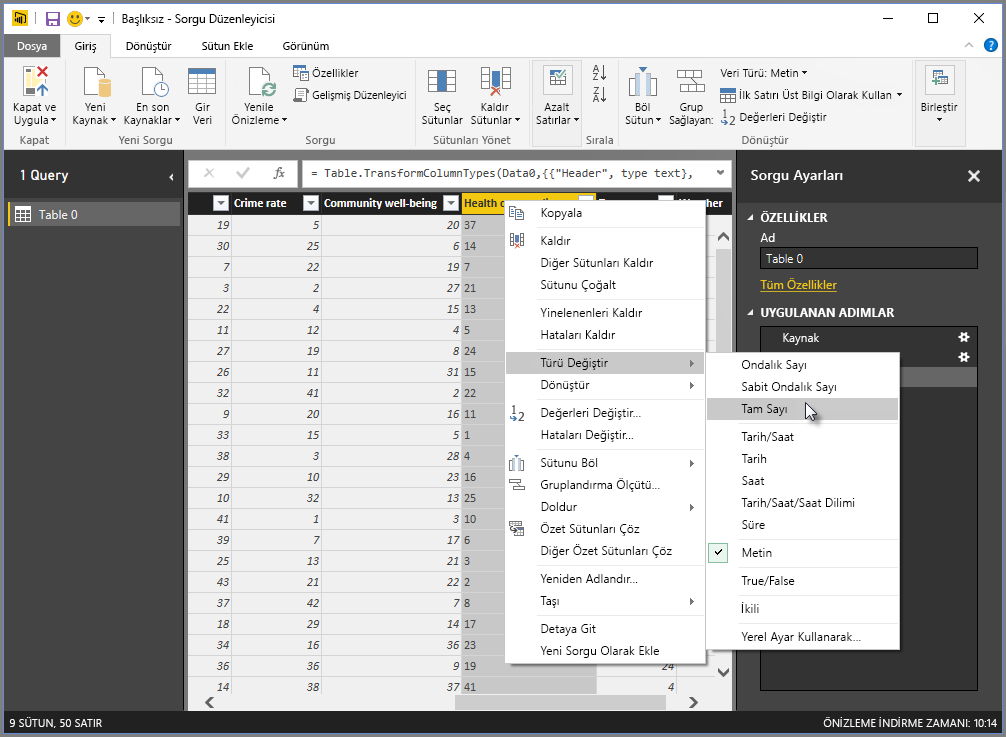 Başlıksız - Sorgu Düzenleyicisi
Dosya Giriş Dönüştür Sütun Ekle Görünüm
Kapat ve Uygula
Kapat
Yeni Kaynak
En son Kaynaklar
Gir Veri
Yeni Sorgu
Yenile Önizleme
Özellikler
Gelişmiş Düzenleyici
Sorgu
Seç Sütunlar
Kaldır Sütunlar
Sütunları Yönet
Azalt Satırlar
Sırala
Böl Sütun
Grup Sağlayan:
Veri Türü: Metin
İlk Satırı Üst Bilgi Olarak Kullan
Değerleri Değiştir
Dönüştür
Birleştir
1 Query
Table 0
fx = Table.TransformColumnTypes(Data0,{{"Header", type text},
Crime rate Community well-being Health
19 5 20 37
30 25 6 14
7 22 19 7
3 2 27 21
22 4 15 13
11 12 4 5
27 19 8 24
26 11 31 15
32 41 2 22
9 20 16 11
33 15 5 1
38 3 28 4
29 10 23 16
10 32 13 25
41 1 3 10
39 7 17 6
25 13 21 3
43 21 22 2
37 42 7 8
28 29 14 17
34 16 36 23
36 36 9 19 24
14 38 37 41 4
Kopyala
Kaldır
Diğer Sütunları Kaldır
Sütunu Çoğalt
Yinelenenleri Kaldır
Hataları Kaldır
Türü Değiştir
Dönüştür
Değerleri Değiştir...
Hataları Değiştir...
Sütunu Böl
Gruplandırma Ölçütü...
Doldur
Özet Sütunları Çöz
Diğer Özet Sütunları Çöz
Yeniden Adlandır...
Taşı
Detaya Git
Yeni Sorgu Olarak Ekle
Ondalık Sayı
Sabit Ondalık Sayı
Tam Sayı
Tarih/Saat
Tarih
Saat
Tarih/Saat/Saat Dilimi
Süre
Metin
True/False
İkili
Yerel Ayar Kullanarak...
Sorgu Ayarları
ÖZELLİKLER
Ad
Table 0
Tüm Özellikler
UYGULANAN ADIMLAR
Kaynak
9 SÜTUN, 50 SATIR
ÖNİZLEME İNDİRME ZAMANI: 10:14